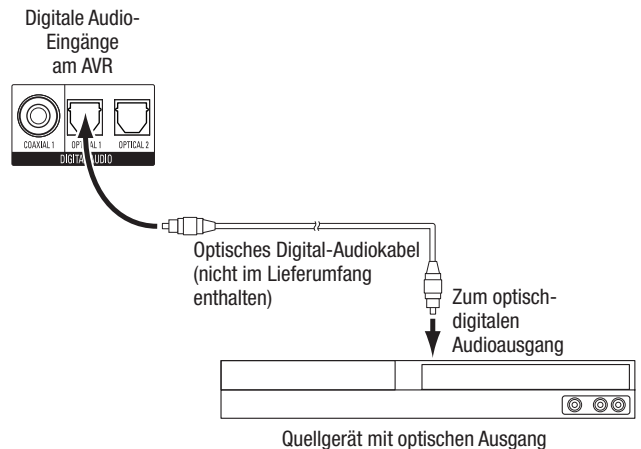 Digitale Audio-
Eingänge
am AVR
COAXIAL 1
OPTICAL 1
OPTICAL 2
DIGITAL AUDIO
Optisches Digital-Audiokabel
(nicht im Lieferumfang
enthalten)
Zum optisch-
digitalen
Audioausgang
Quellgerät mit optischen Ausgang